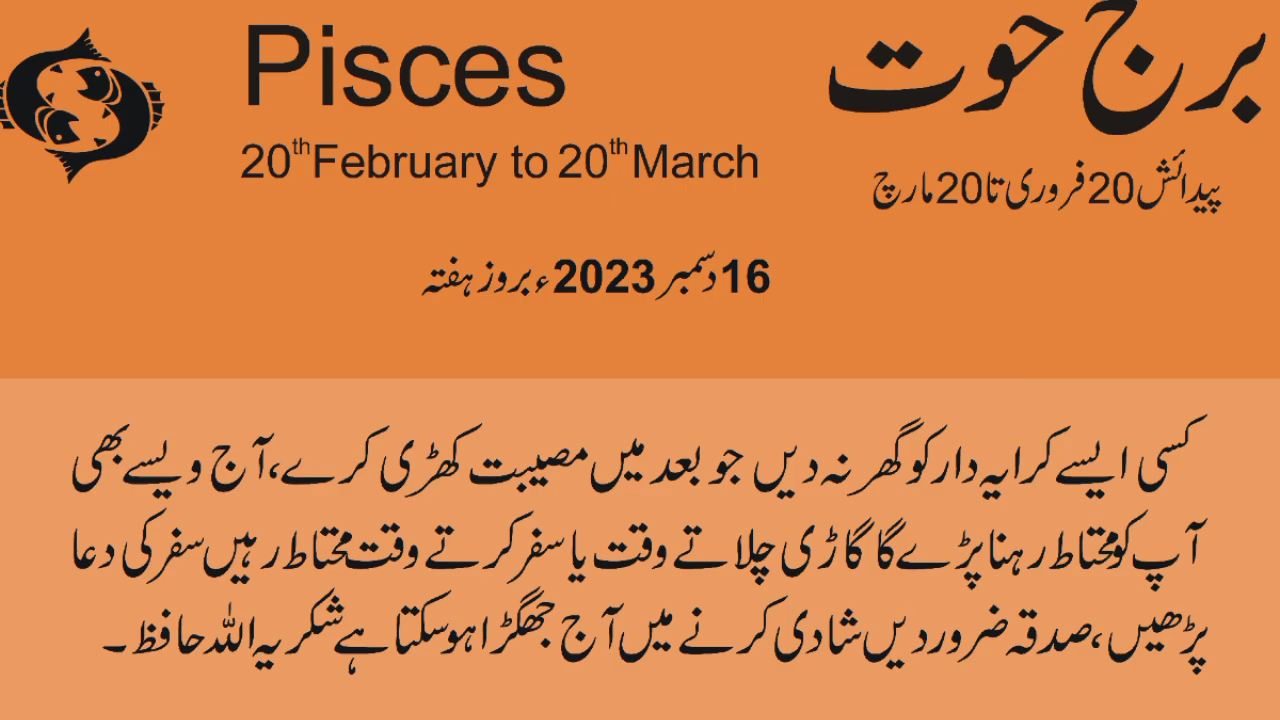 Pisces
برج حوت
20th February to 20th March
پیدائش 20 فروری تا 20 مارچ
16 دسمبر 2023ء بروز ہفتہ
کسی ایسے کرایہ دار کو گھر نہ دیں جو بعد میں مصیبت کھڑی کرے، آج ویسے بھی
آپ کو محتاط رہنا پڑے گا گاڑی چلاتے وقت یا سفر کرتے وقت محتاط رہیں سفر کی دعا
پڑھیں، صدقہ ضرور دیں شادی کرنے میں آج جھگڑا ہو سکتا ہے شکریہ اللہ حافظ۔